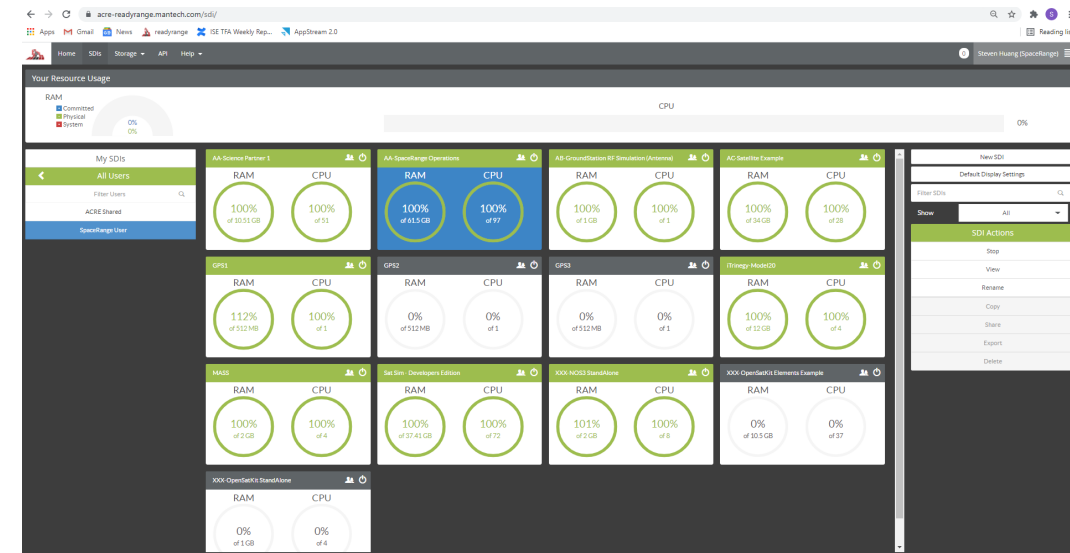 acre-readyrange.mantech.com/sdi/
S
Apps Gmail News readyrange ISE TFA Weekly Rep... AppStream 2.0 Reading lis
Home SDIs Storage API Help 0 Steven Huang (SpaceRange)
Your Resource Usage
RAM
Committed
Physical
System
0%
0%
CPU
0%
My SDIs
All Users
Filter Users
ACRE Shared
SpaceRange User
AA-Science Partner 1
RAM CPU
100% 100%
of 10.51 GB of 51
AA-SpaceRange Operations
RAM CPU
100% 100%
of 61.5 GB of 97
AB-GroundStation RF Simulation (Antenna)
RAM CPU
100% 100%
of 1 GB of 1
AC-Satellite Example
RAM CPU
100% 100%
of 34 GB of 28
GPS1
RAM CPU
112% 100%
of 512 MB of 1
GPS2
RAM CPU
0% 0%
of 512 MB of 1
GPS3
RAM CPU
0% 0%
of 512 MB of 1
iTrinegy-Model20
RAM CPU
100% 100%
of 12 GB of 4
MASS
RAM CPU
100% 100%
of 2 GB of 4
Sat Sim - Developers Edition
RAM CPU
100% 100%
of 37.41 GB of 72
XXX-NOS3 StandAlone
RAM CPU
101% 100%
of 2 GB of 8
XXX-OpenSatKit Elements Example
RAM CPU
0% 0%
of 10.5 GB of 37
XXX-OpenSatKit StandAlone
RAM CPU
0% 0%
of 1 GB of 4
New SDI
Default Display Settings
Filter SDIs
Show All
SDI Actions
Stop
View
Rename
Copy
Share
Export
Delete